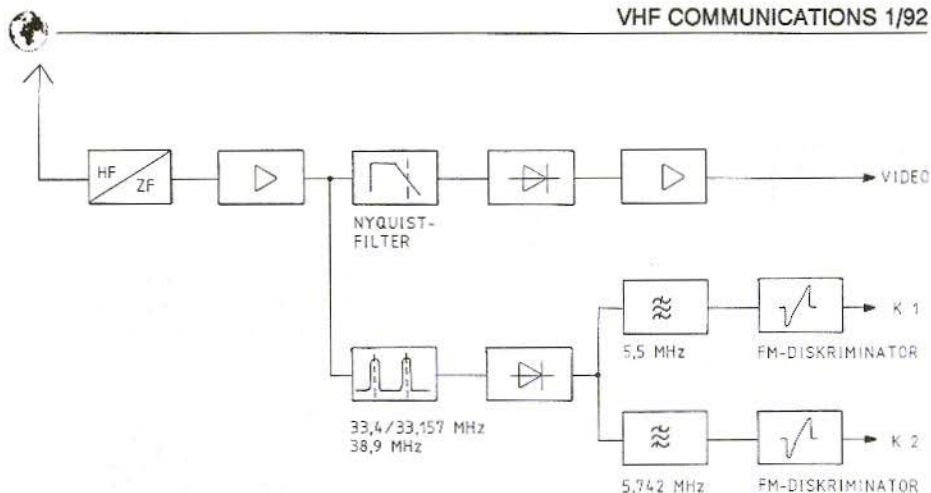 VHF COMMUNICATIONS 1/92
HF
ZF
VIDEO
NYQUIST-
FILTER
K 1
5,5 MHz
FM-DISKRIMINATOR
33,4/33,157 MHz
38,9 MHz
K 2
5,742 MHz
FM-DISKRIMINATOR